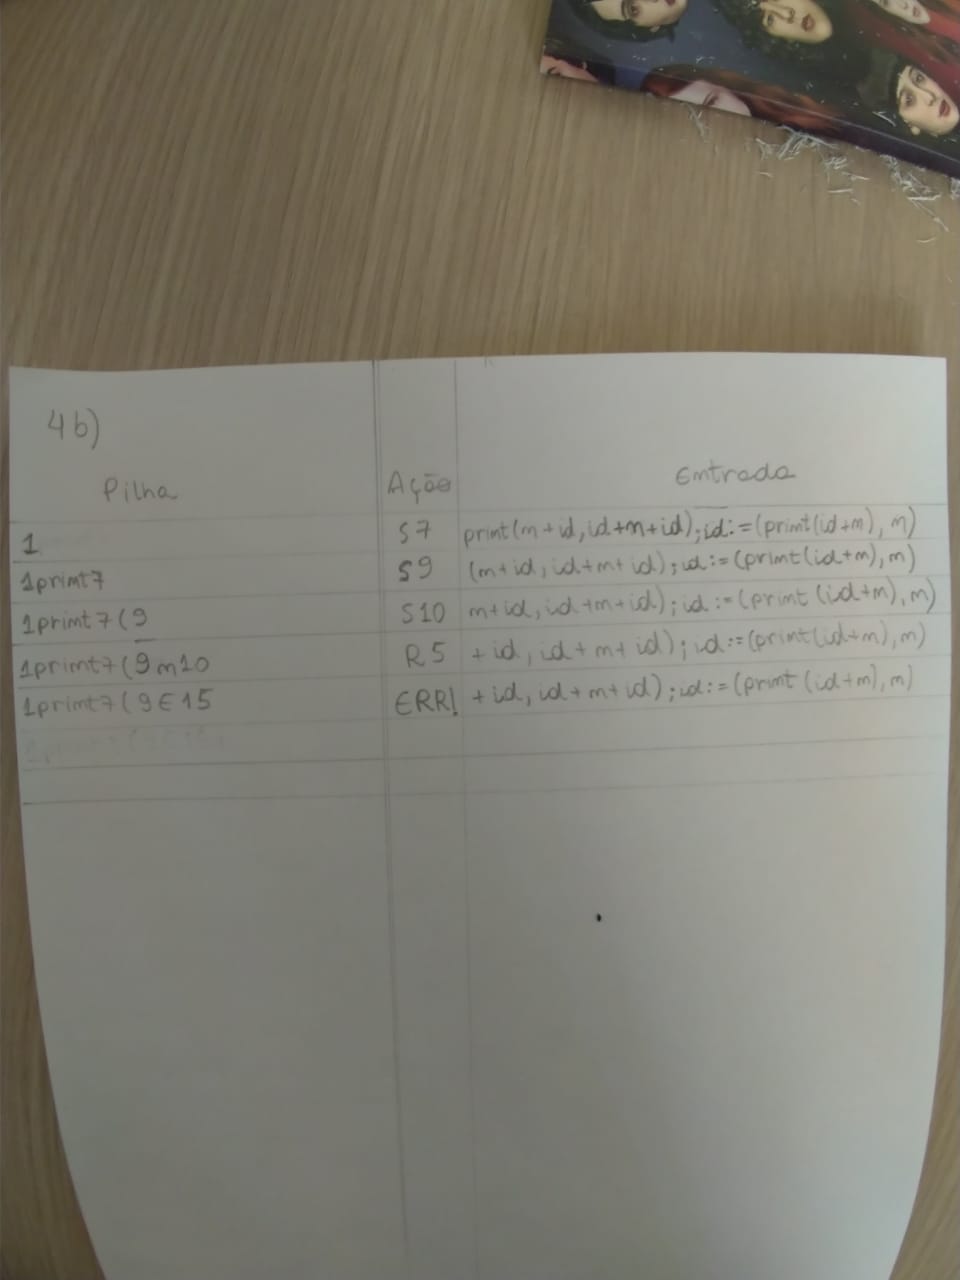 4b)
Pilha Ação Entrada
1 S7 print(n+id,id+n+id);id:=(print(id+n),n)
1print7 S9 (n+id,id+n+id);id:=(print(id+n),n)
1print7(9 S10 n+id,id+n+id);id:=(print(id+n),n)
1print7(9n10 R5 +id,id+n+id);id:=(print(id+n),n)
1print7(9E15 ERR! +id,id+n+id);id:=(print(id+n),n)